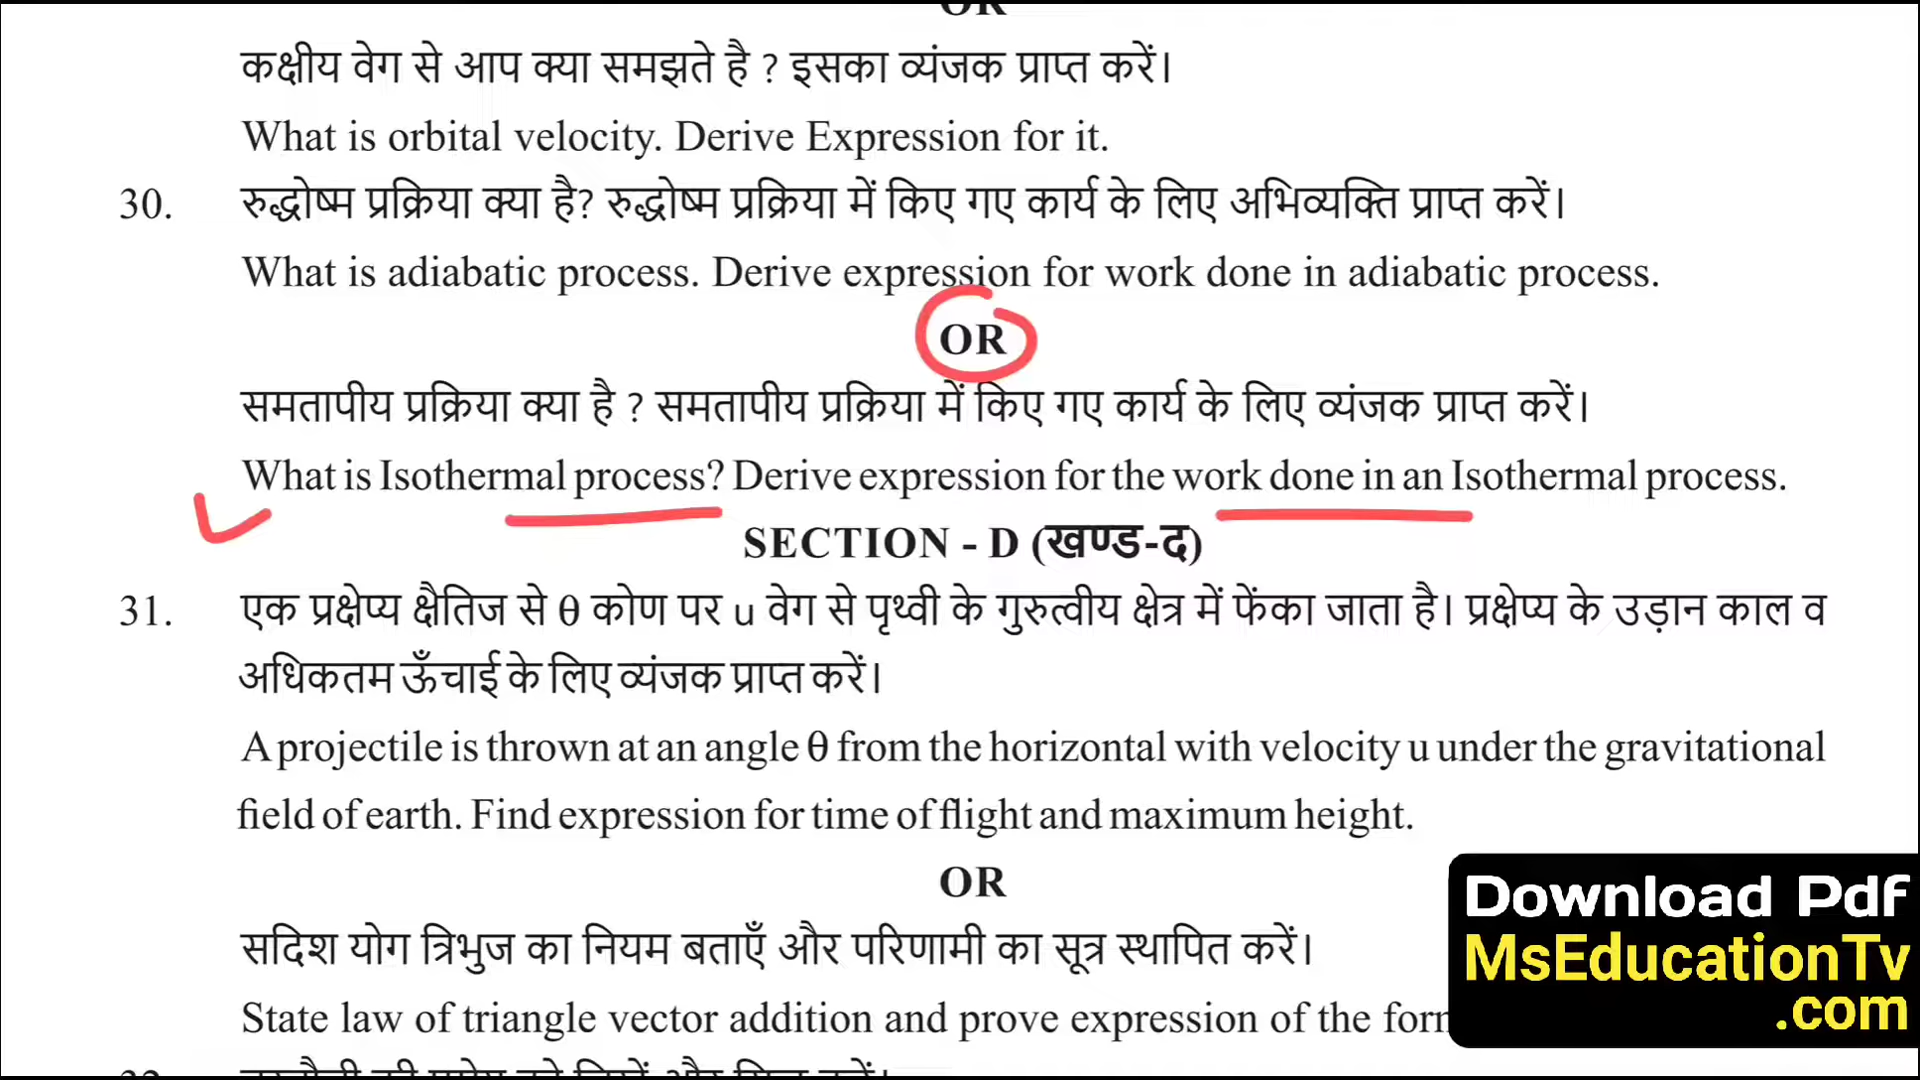 OR
कक्षीय वेग से आप क्या समझते है ? इसका व्यंजक प्राप्त करें।
What is orbital velocity. Derive Expression for it.
30. रुद्धोष्म प्रक्रिया क्या है? रुद्धोष्म प्रक्रिया में किए गए कार्य के लिए अभिव्यक्ति प्राप्त करें।
What is adiabatic process. Derive expression for work done in adiabatic process.
OR
समतापीय प्रक्रिया क्या है ? समतापीय प्रक्रिया में किए गए कार्य के लिए व्यंजक प्राप्त करें।
What is Isothermal process? Derive expression for the work done in an Isothermal process.
SECTION - D (खण्ड-द)
31. एक प्रक्षेप्य क्षैतिज से θ कोण पर u वेग से पृथ्वी के गुरुत्वीय क्षेत्र में फेंका जाता है। प्रक्षेप्य के उड़ान काल व
अधिकतम ऊँचाई के लिए व्यंजक प्राप्त करें।
A projectile is thrown at an angle θ from the horizontal with velocity u under the gravitational
field of earth. Find expression for time of flight and maximum height.
OR
सदिश योग त्रिभुज का नियम बताएँ और परिणामी का सूत्र स्थापित करें।
State law of triangle vector addition and prove expression of the
Download Pdf
MsEducationTv
.com